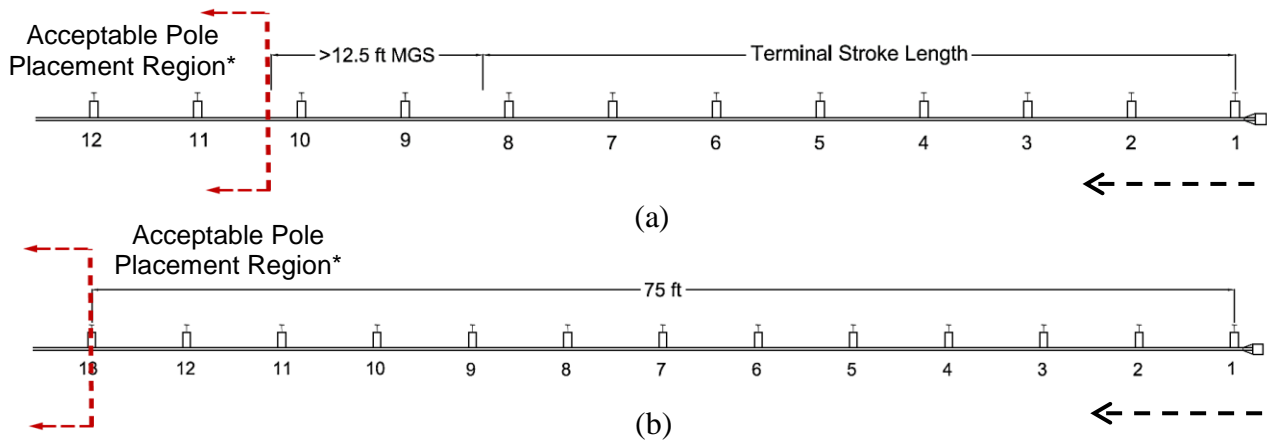 Acceptable Pole
Placement Region*
>12.5 ft MGS
Terminal Stroke Length
12 11 10 9 8 7 6 5 4 3 2 1
(a)
Acceptable Pole
Placement Region*
75 ft
13 12 11 10 9 8 7 6 5 4 3 2 1
(b)